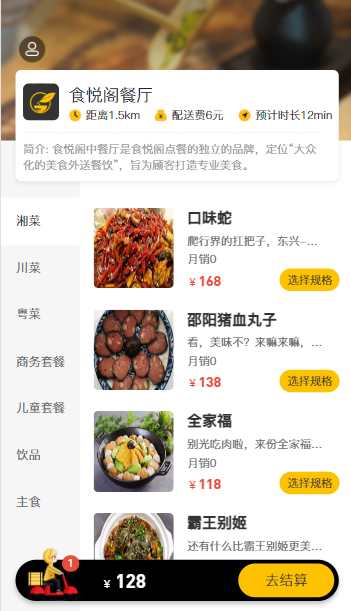 食悦阁餐厅
距离1.5km 配送费6元 预计时长12min
简介: 食悦阁中餐厅是食悦阁点餐的独立的品牌，定位“大众
化的美食外送餐饮”，旨为顾客打造专业美食。
湘菜
川菜
粤菜
商务套餐
儿童套餐
饮品
主食
口味蛇
爬行界的扛把子，东兴–...
月销0
￥168
选择规格
邵阳猪血丸子
看，美味不？来嘛来嘛，...
月销0
￥138
选择规格
全家福
别光吃肉啦，来份全家福...
月销0
￥118
选择规格
霸王别姬
还有什么比霸王别姬更美...
1
￥128
去结算